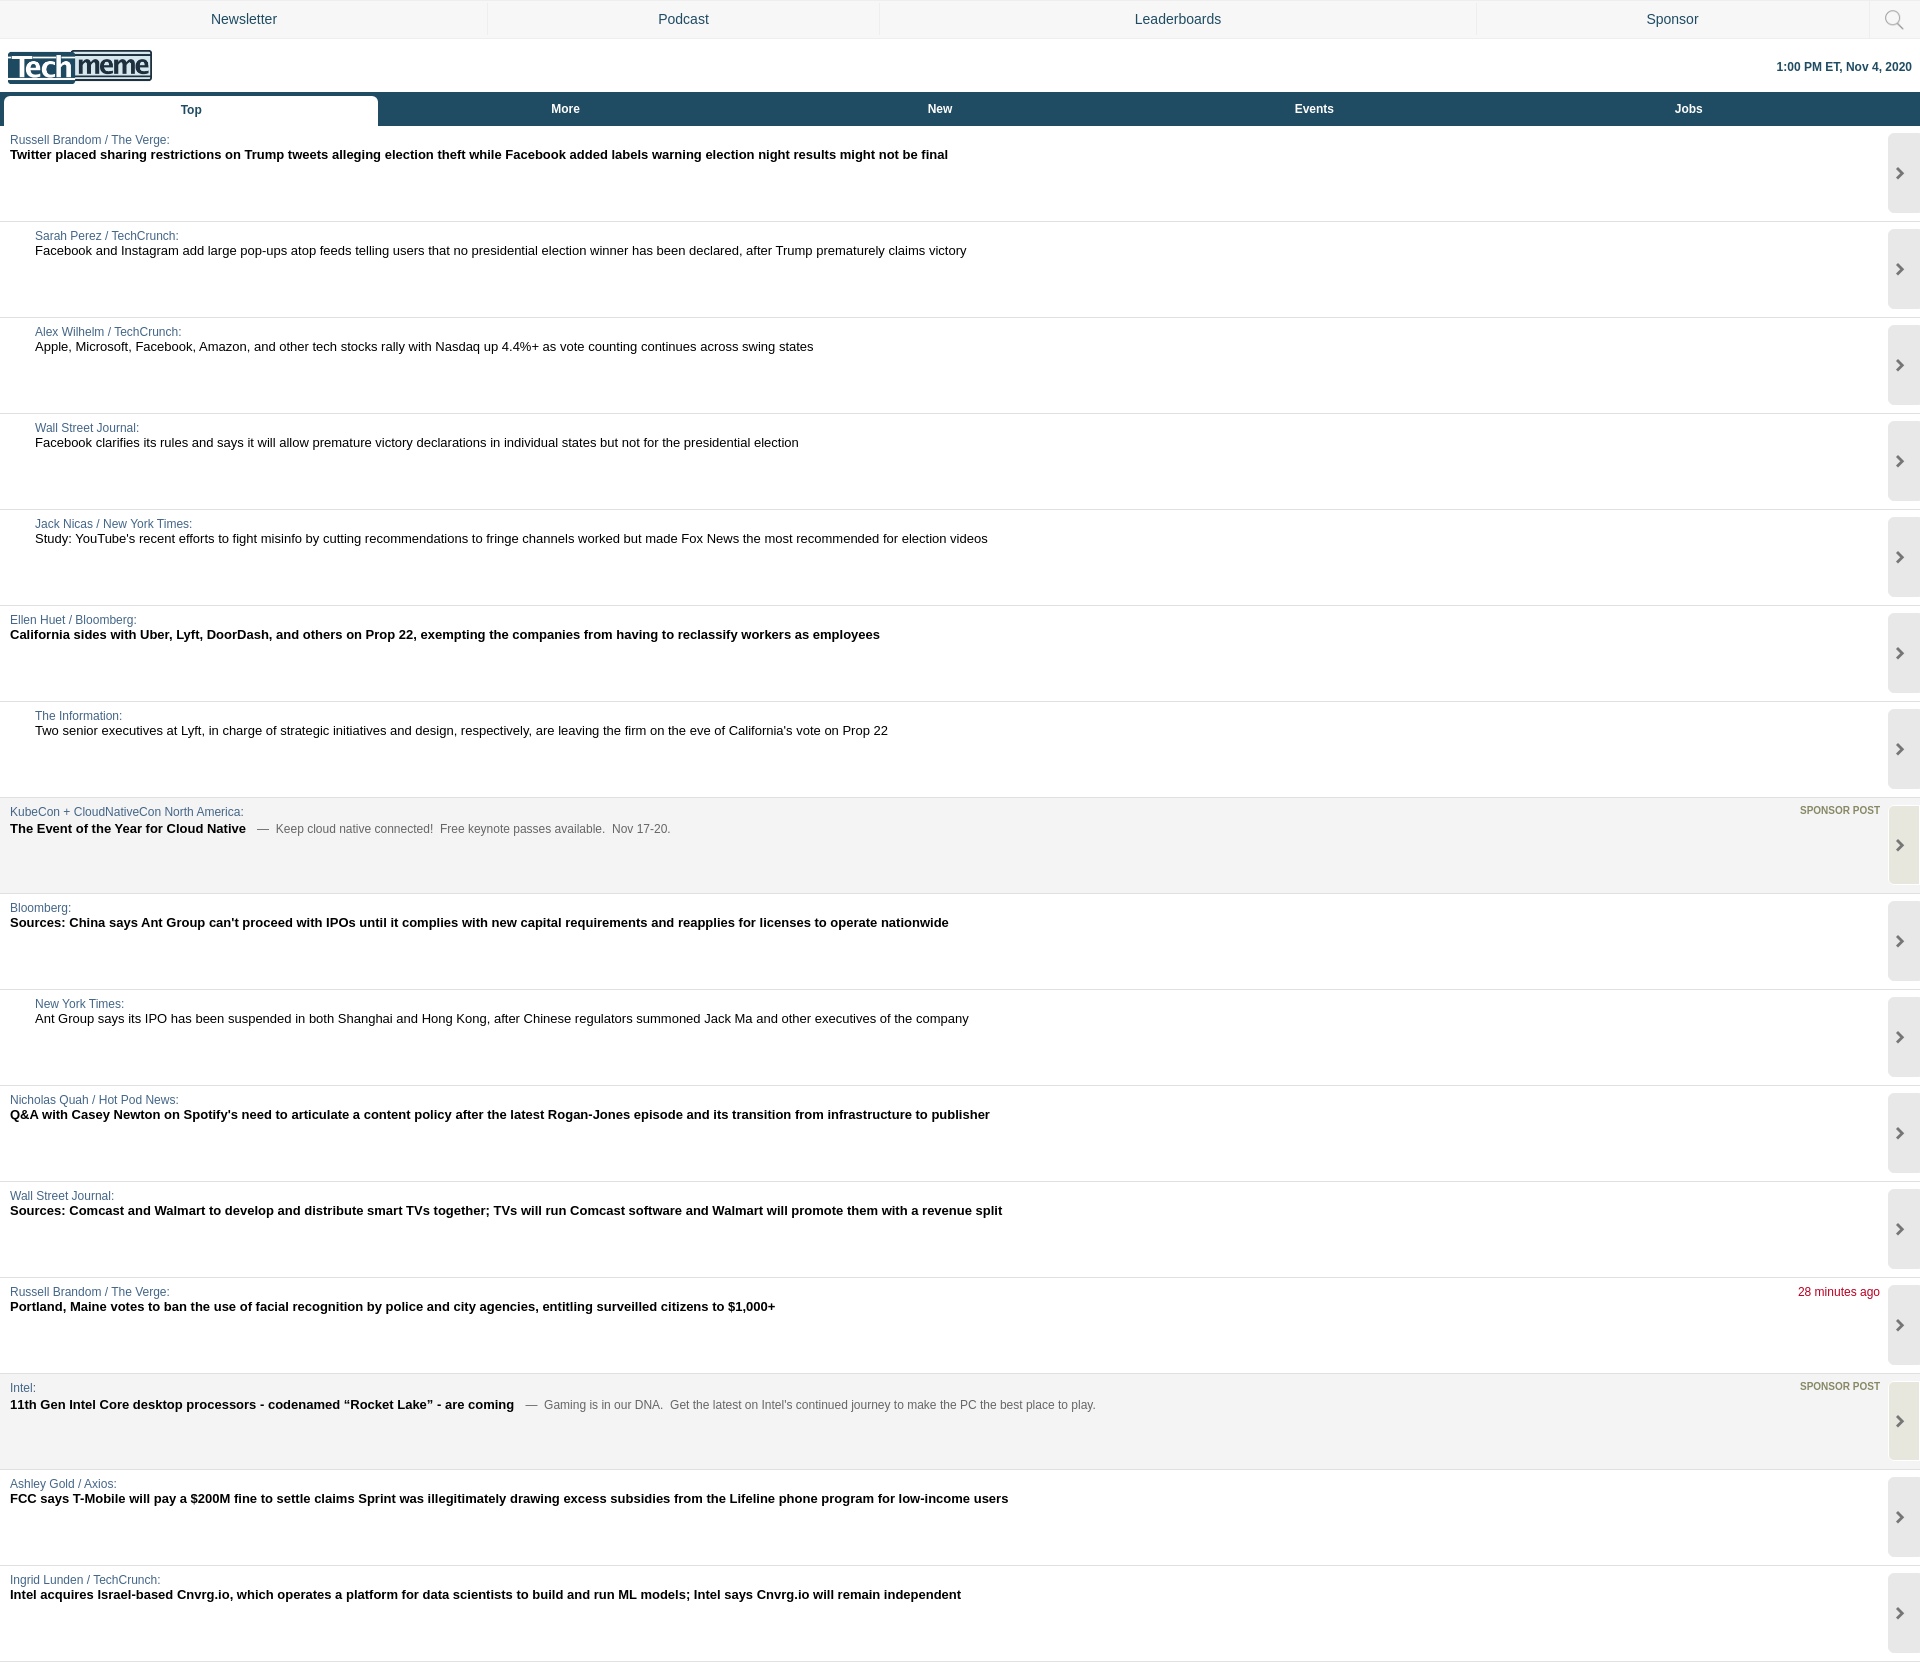 Newsletter
Podcast
Leaderboards
Sponsor
Techmeme
1:00 PM ET, Nov 4, 2020
Top
More
New
Events
Jobs
Russell Brandom / The Verge:
Twitter placed sharing restrictions on Trump tweets alleging election theft while Facebook added labels warning election night results might not be final
Sarah Perez / TechCrunch:
Facebook and Instagram add large pop-ups atop feeds telling users that no presidential election winner has been declared, after Trump prematurely claims victory
Alex Wilhelm / TechCrunch:
Apple, Microsoft, Facebook, Amazon, and other tech stocks rally with Nasdaq up 4.4%+ as vote counting continues across swing states
Wall Street Journal:
Facebook clarifies its rules and says it will allow premature victory declarations in individual states but not for the presidential election
Jack Nicas / New York Times:
Study: YouTube's recent efforts to fight misinfo by cutting recommendations to fringe channels worked but made Fox News the most recommended for election videos
Ellen Huet / Bloomberg:
California sides with Uber, Lyft, DoorDash, and others on Prop 22, exempting the companies from having to reclassify workers as employees
The Information:
Two senior executives at Lyft, in charge of strategic initiatives and design, respectively, are leaving the firm on the eve of California's vote on Prop 22
KubeCon + CloudNativeCon North America:
SPONSOR POST
The Event of the Year for Cloud Native — Keep cloud native connected! Free keynote passes available. Nov 17-20.
Bloomberg:
Sources: China says Ant Group can't proceed with IPOs until it complies with new capital requirements and reapplies for licenses to operate nationwide
New York Times:
Ant Group says its IPO has been suspended in both Shanghai and Hong Kong, after Chinese regulators summoned Jack Ma and other executives of the company
Nicholas Quah / Hot Pod News:
Q&A with Casey Newton on Spotify's need to articulate a content policy after the latest Rogan-Jones episode and its transition from infrastructure to publisher
Wall Street Journal:
Sources: Comcast and Walmart to develop and distribute smart TVs together; TVs will run Comcast software and Walmart will promote them with a revenue split
Russell Brandom / The Verge:
28 minutes ago
Portland, Maine votes to ban the use of facial recognition by police and city agencies, entitling surveilled citizens to $1,000+
Intel:
SPONSOR POST
11th Gen Intel Core desktop processors - codenamed “Rocket Lake” - are coming — Gaming is in our DNA. Get the latest on Intel's continued journey to make the PC the best place to play.
Ashley Gold / Axios:
FCC says T-Mobile will pay a $200M fine to settle claims Sprint was illegitimately drawing excess subsidies from the Lifeline phone program for low-income users
Ingrid Lunden / TechCrunch:
Intel acquires Israel-based Cnvrg.io, which operates a platform for data scientists to build and run ML models; Intel says Cnvrg.io will remain independent